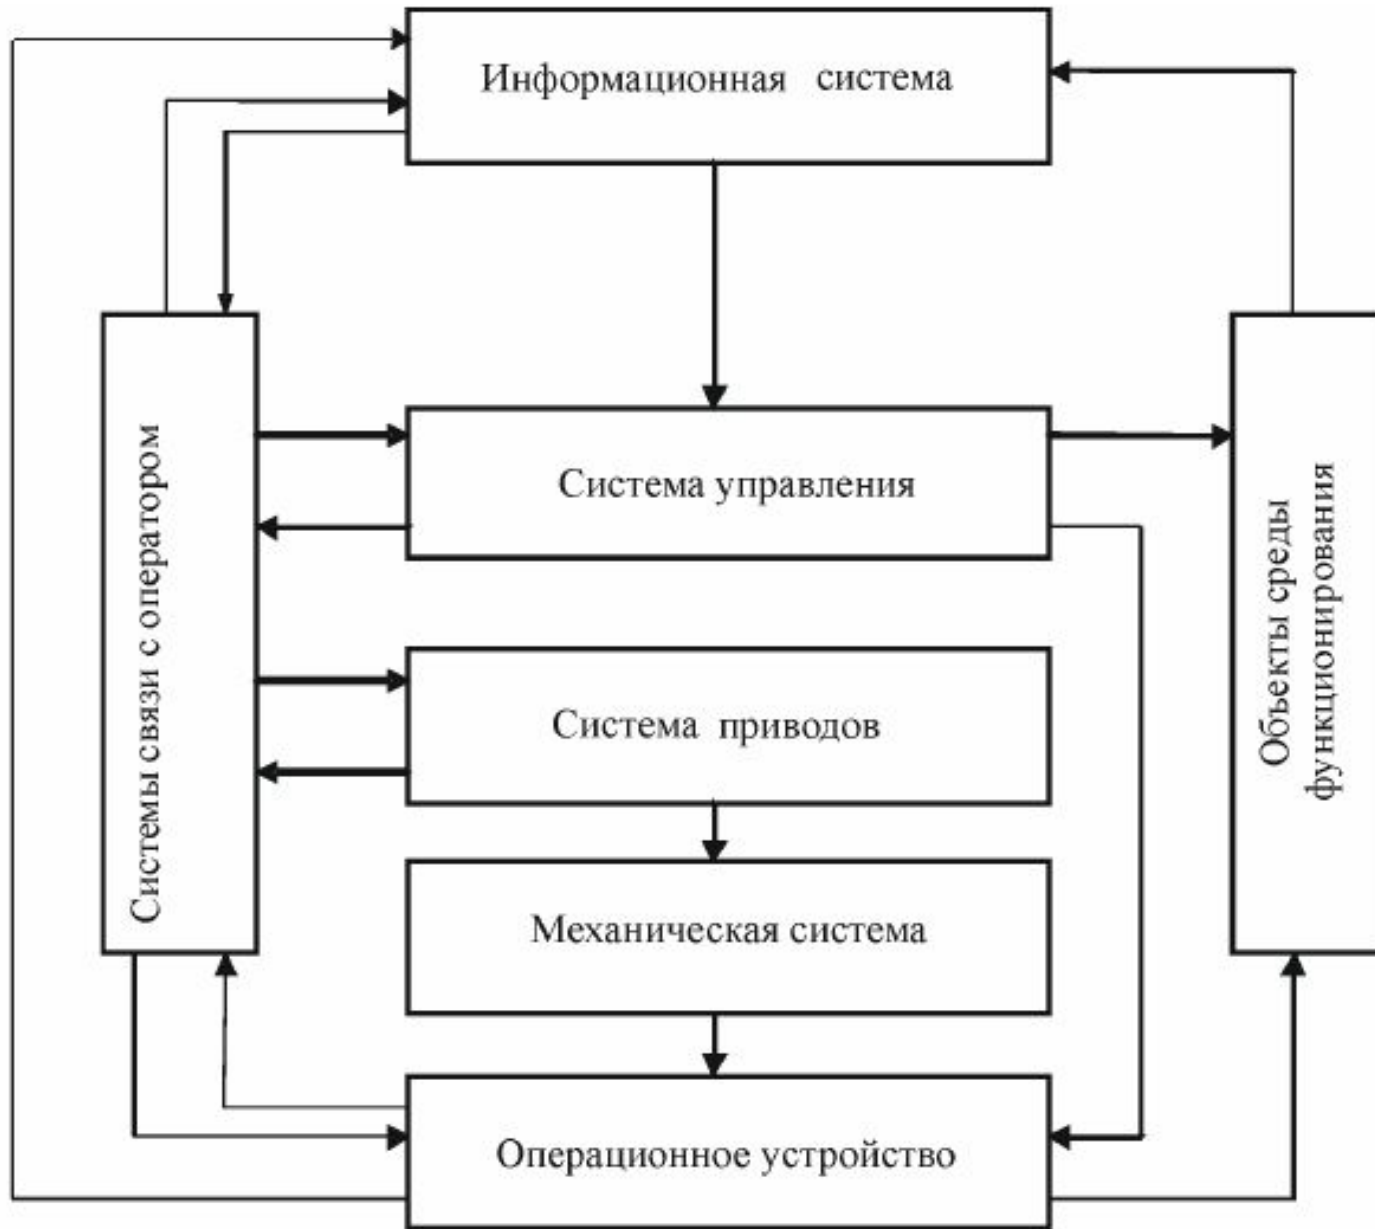 Информационная система
Система управления
Система приводов
Механическая система
Операционное устройство
Системы связи с оператором
Объекты среды
функционирования